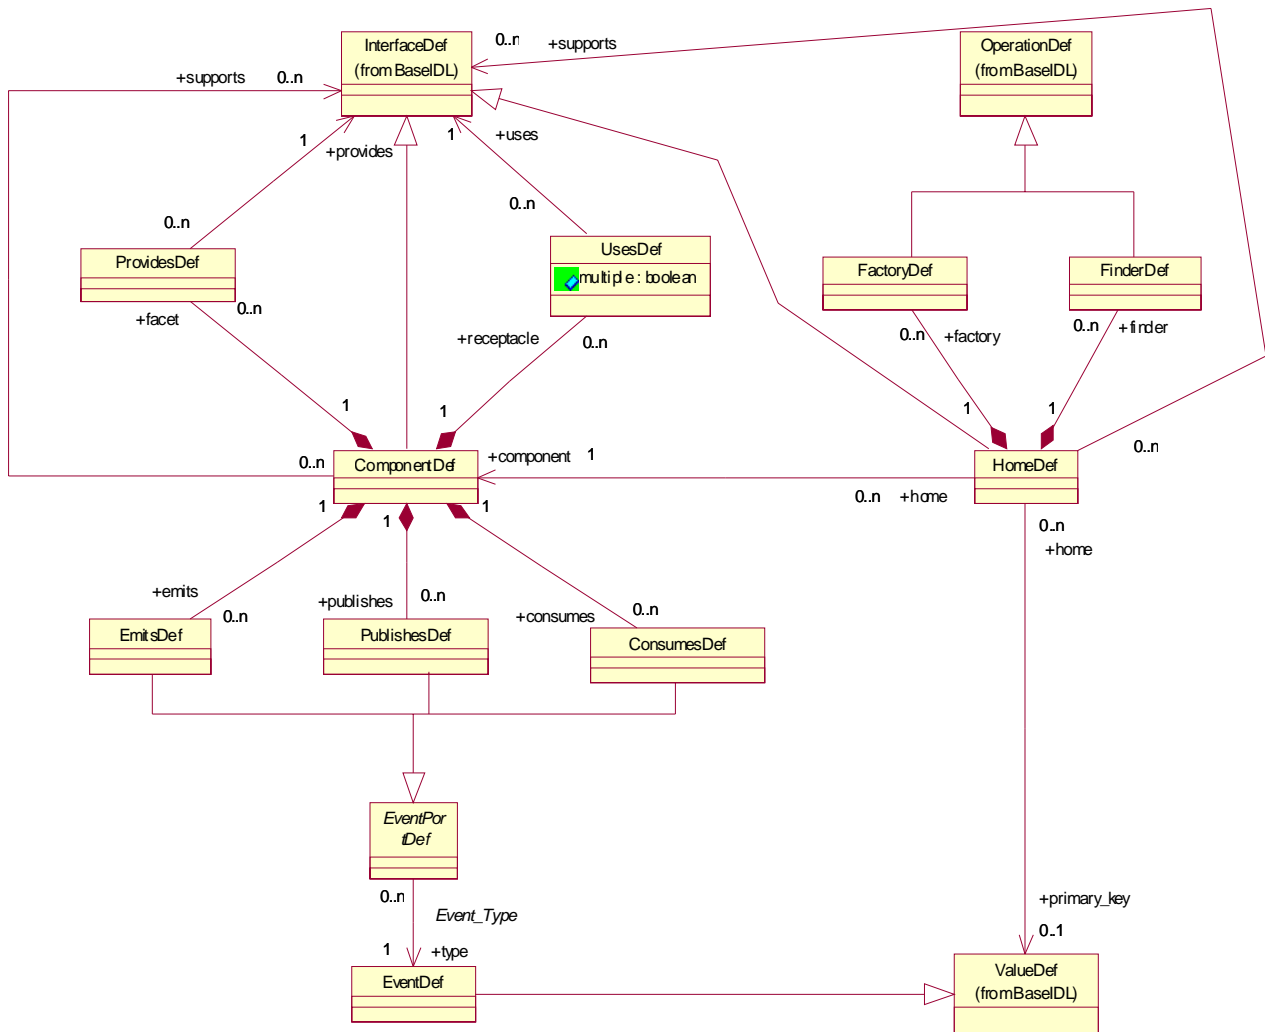 0..n
+supports
InterfaceDef
(from BaseIDL)
OperationDef
(from BaseIDL)
+supports
0..n
1
+provides
1
+uses
0..n
0..n
ProvidesDef
UsesDef
multiple : boolean
FactoryDef
FinderDef
+facet
0..n
+receptacle
0..n
0..n
+factory
0..n
+finder
1
1
1
1
0..n
ComponentDef
+component
1
HomeDef
0..n
0..n
+home
1
1
1
0..n
+home
+emits
0..n
+publishes
0..n
+consumes
0..n
EmitsDef
PublishesDef
ConsumesDef
EventPor
tDef
0..n
Event_Type
1
+type
+primary_key
0..1
EventDef
ValueDef
(from BaseIDL)